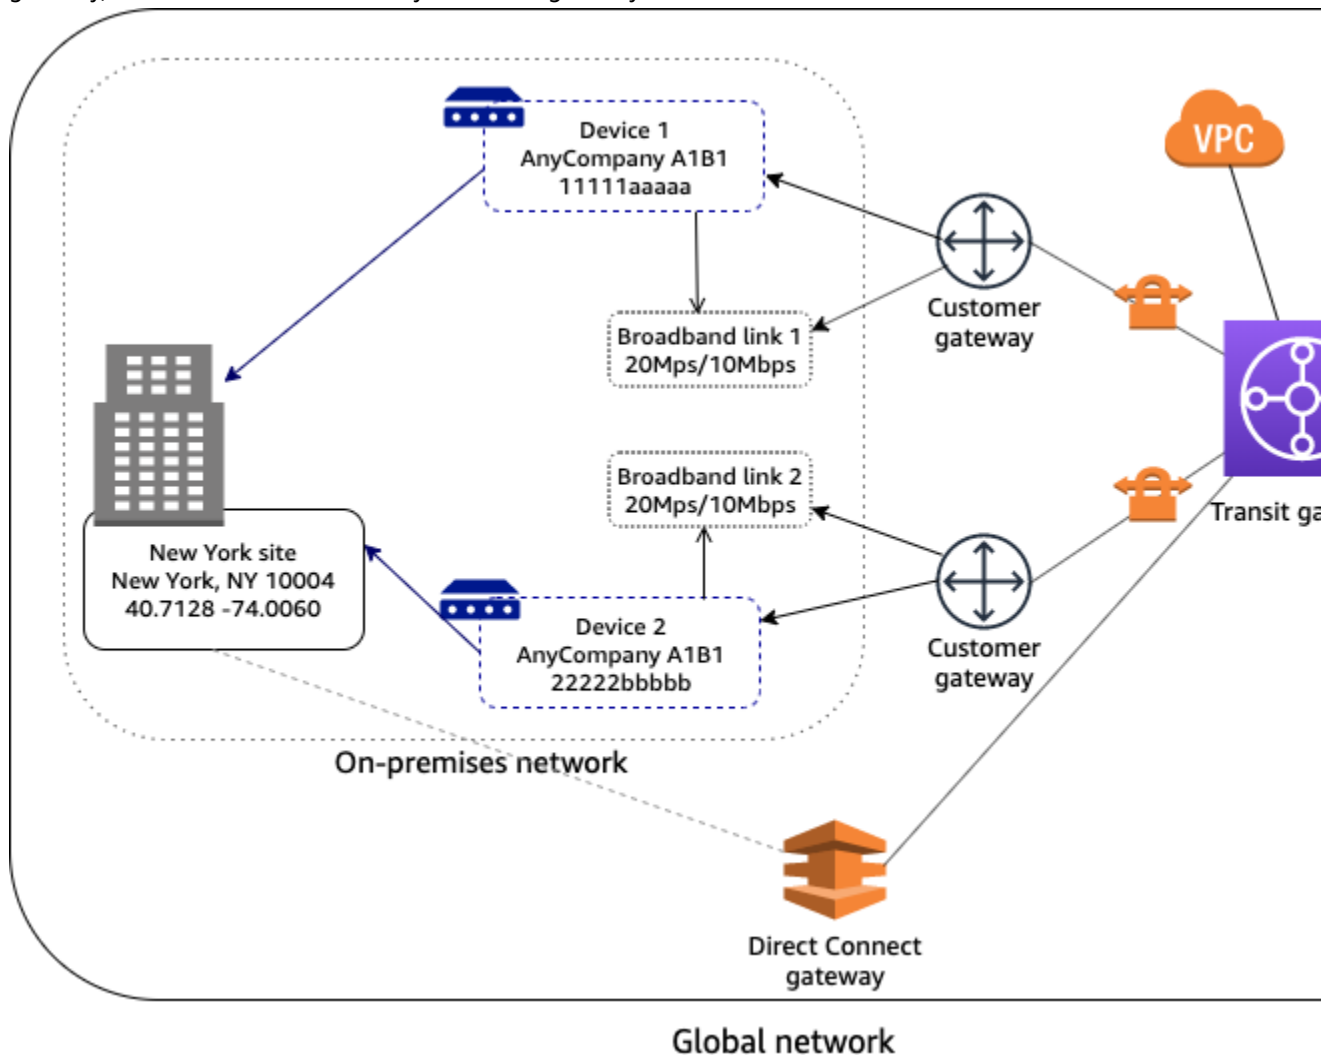 Device 1
AnyCompany A1B1
11111aaaaa
VPC
Customer
gateway
Broadband link 1
20Mps/10Mbps
Broadband link 2
20Mps/10Mbps
Transit ga
New York site
New York, NY 10004
40.7128 -74.0060
Device 2
AnyCompany A1B1
22222bbbbb
Customer
gateway
On-premises network
Direct Connect
gateway
Global network